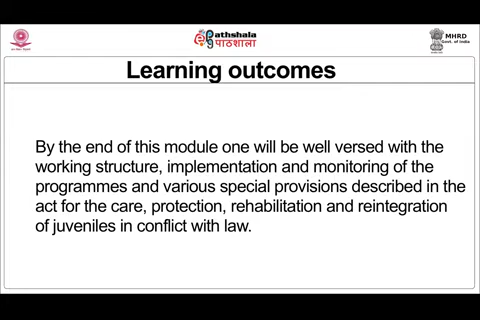 Pathshala
पाठशाला
MHRD
Govt. of India
Learning outcomes
By the end of this module one will be well versed with the
working structure, implementation and monitoring of the
programmes and various special provisions described in the
act for the care, protection, rehabilitation and reintegration
of juveniles in conflict with law.